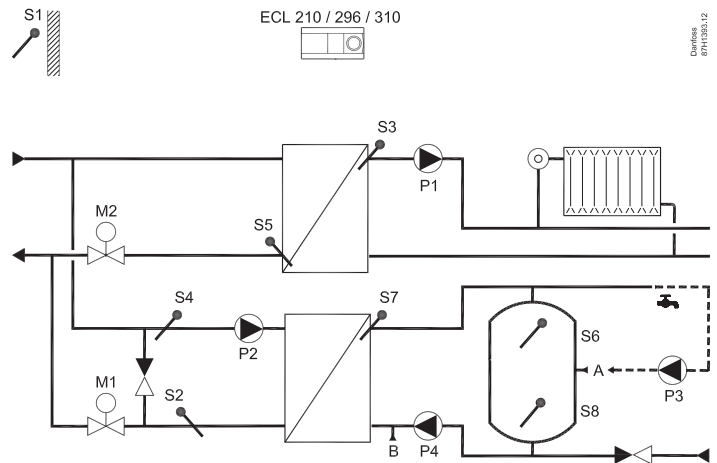 S1
ECL 210 / 296 / 310
Danfoss
87H1393.12
S3
P1
M2
S5
S4
P2
S7
S6
A
P3
M1
S2
S8
B
P4